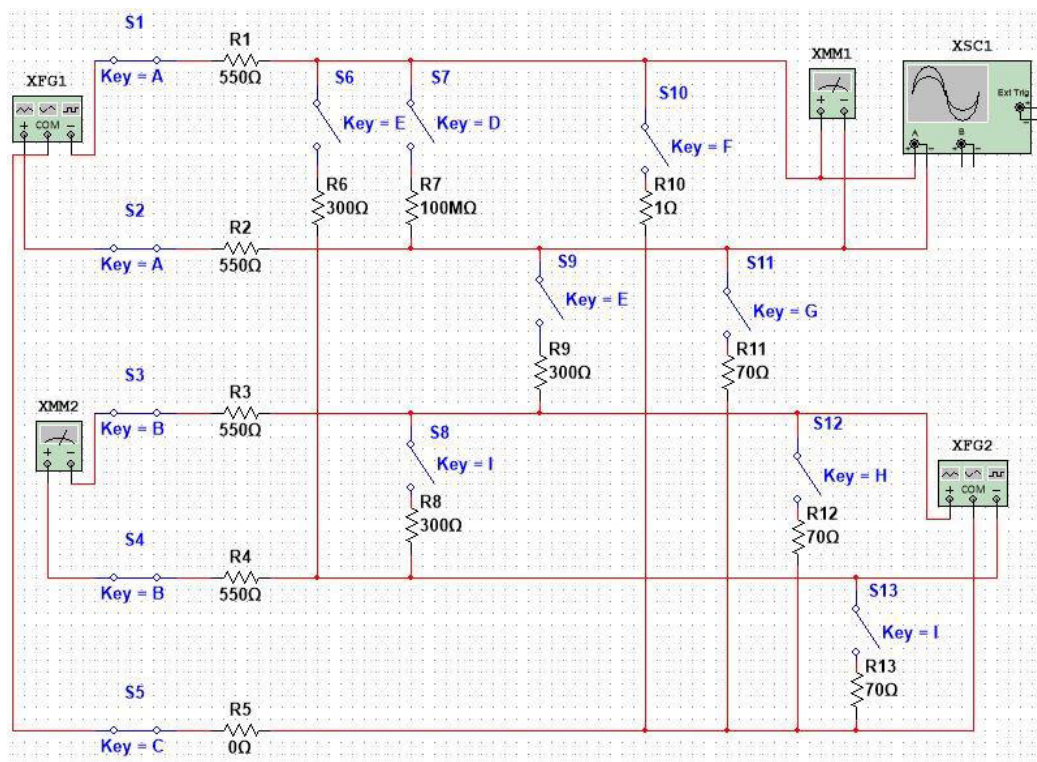 S1
R1
Key = A
550Ω
XFG1
COM
S6
Key = E
S7
Key = D
S10
Key = F
XMM1
XSC1
Ext Trig
A
B
R6
300Ω
R7
100MΩ
R10
1Ω
S2
R2
Key = A
550Ω
S9
Key = E
S11
Key = G
R9
300Ω
R11
70Ω
S3
R3
Key = B
550Ω
XMM2
S8
Key = I
S12
Key = H
XFG2
COM
R8
300Ω
R12
70Ω
S4
R4
Key = B
550Ω
S13
Key = I
R13
70Ω
S5
R5
Key = C
0Ω